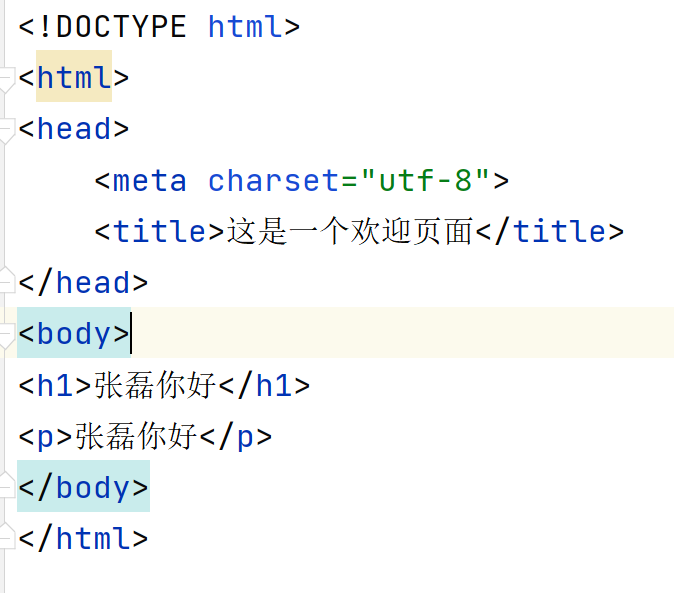 <!DOCTYPE html>
<html>
<head>
    <meta charset="utf-8">
    <title>这是一个欢迎页面</title>
</head>
<body>
<h1>张磊你好</h1>
<p>张磊你好</p>
</body>
</html>